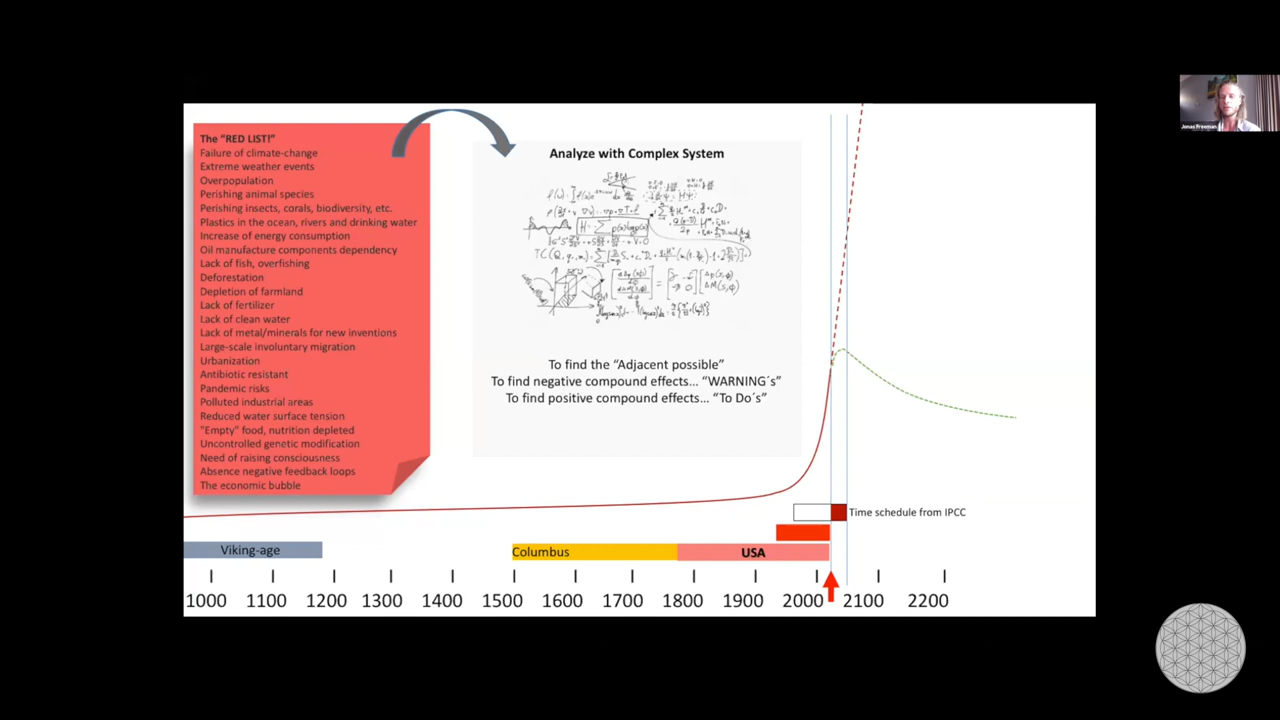 The "RED LIST!"
Failure of climate-change
Extreme weather events
Overpopulation
Perishing animal species
Perishing insects, corals, biodiversity, etc.
Plastics in the ocean, rivers and drinking water
Increase of energy consumption
Oil manufacture components dependency
Lack of fish, overfishing
Deforestation
Depletion of farmland
Lack of fertilizer
Lack of clean water
Lack of metal/minerals for new inventions
Large-scale involuntary migration
Urbanization
Antibiotic resistant
Pandemic risks
Polluted industrial areas
Reduced water surface tension
"Empty" food, nutrition depleted
Uncontrolled genetic modification
Need of raising consciousness
Absence negative feedback loops
The economic bubble
Analyze with Complex System
To find the "Adjacent possible"
To find negative compound effects... "WARNING´s"
To find positive compound effects... "To Do´s"
Jonas Freeman
Time schedule from IPCC
Viking-age
Columbus
USA
1000 1100 1200 1300 1400 1500 1600 1700 1800 1900 2000 2100 2200